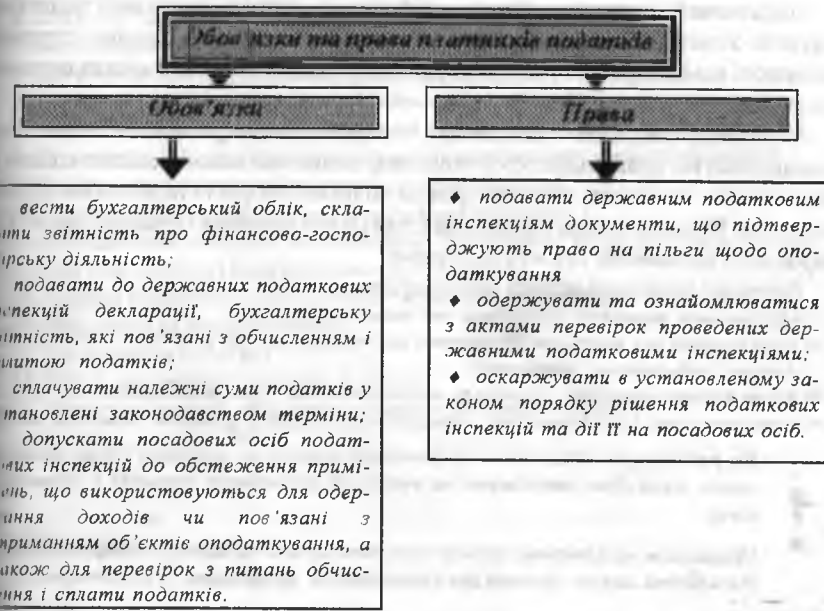 Обов'язки та права платників податків
Обов'язки
Права
вести бухгалтерський облік, скла-
звітність про фінансово-госпо-
діяльність;
подавати до державних податкових
декларації, бухгалтерську
які пов'язані з обчисленням і
податків;
сплачувати належні суми податків у
законодавством терміни;
допускати посадових осіб подат-
інспекцій до обстеження примі-
що використовуються для одер-
доходів чи пов'язані з
об'єктів оподаткування, а
для перевірок з питань обчис-
і сплати податків.
♦ подавати державним податковим
інспекціям документи, що підтвер-
джують право на пільги щодо опо-
даткування
♦ одержувати та ознайомлюватися
з актами перевірок проведених дер-
жавними податковими інспекціями;
♦ оскаржувати в установленому за-
коном порядку рішення податкових
інспекцій та дії її на посадових осіб.